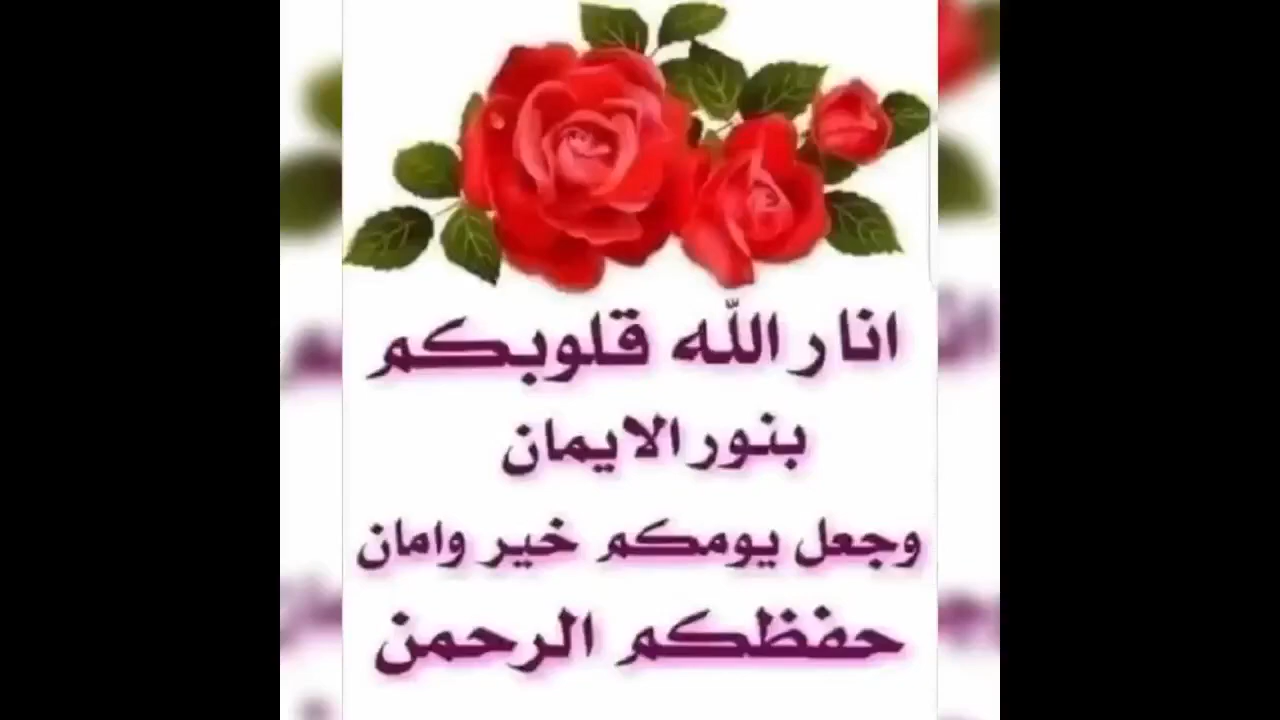 انار الله قلوبكم
بنور الايمان
وجعل يومكم خير وامان
حفظكم الرحمن